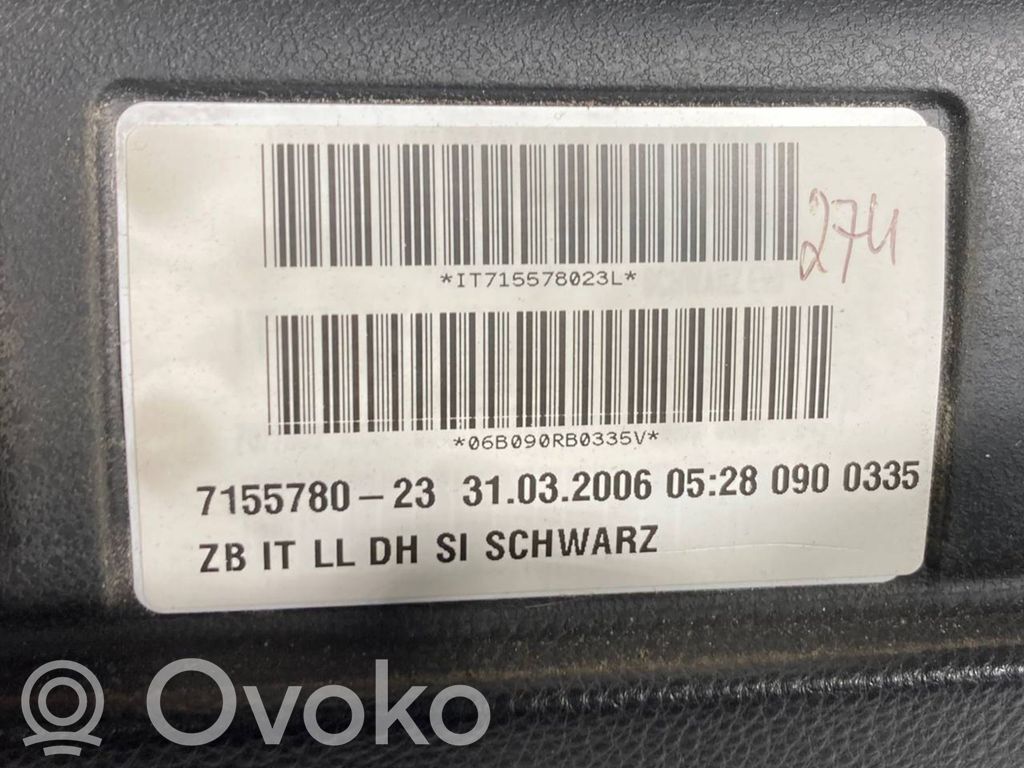 *IT715578023L*
274
*06B090RB0335V*
7155780-23 31.03.2006 05:28 090 0335
ZB IT LL DH SI SCHWARZ
Ovoko